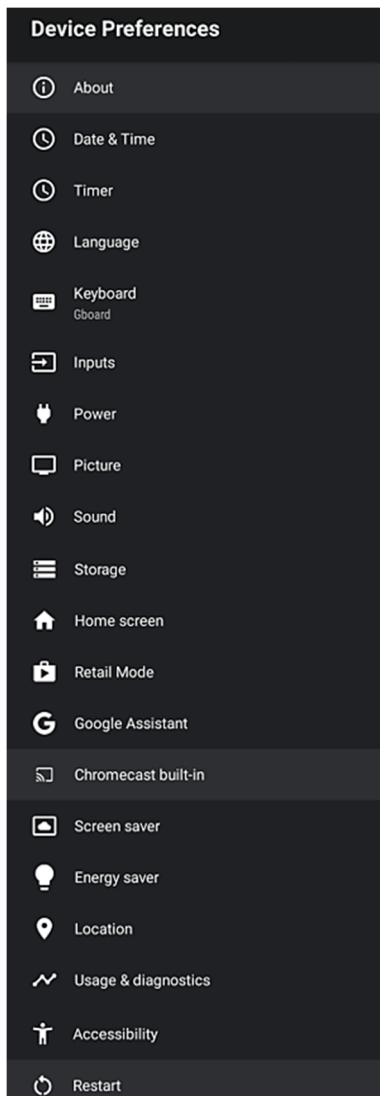 Device Preferences
About
Date & Time
Timer
Language
Keyboard
Gboard
Inputs
Power
Picture
Sound
Storage
Home screen
Retail Mode
Google Assistant
Chromecast built-in
Screen saver
Energy saver
Location
Usage & diagnostics
Accessibility
Restart